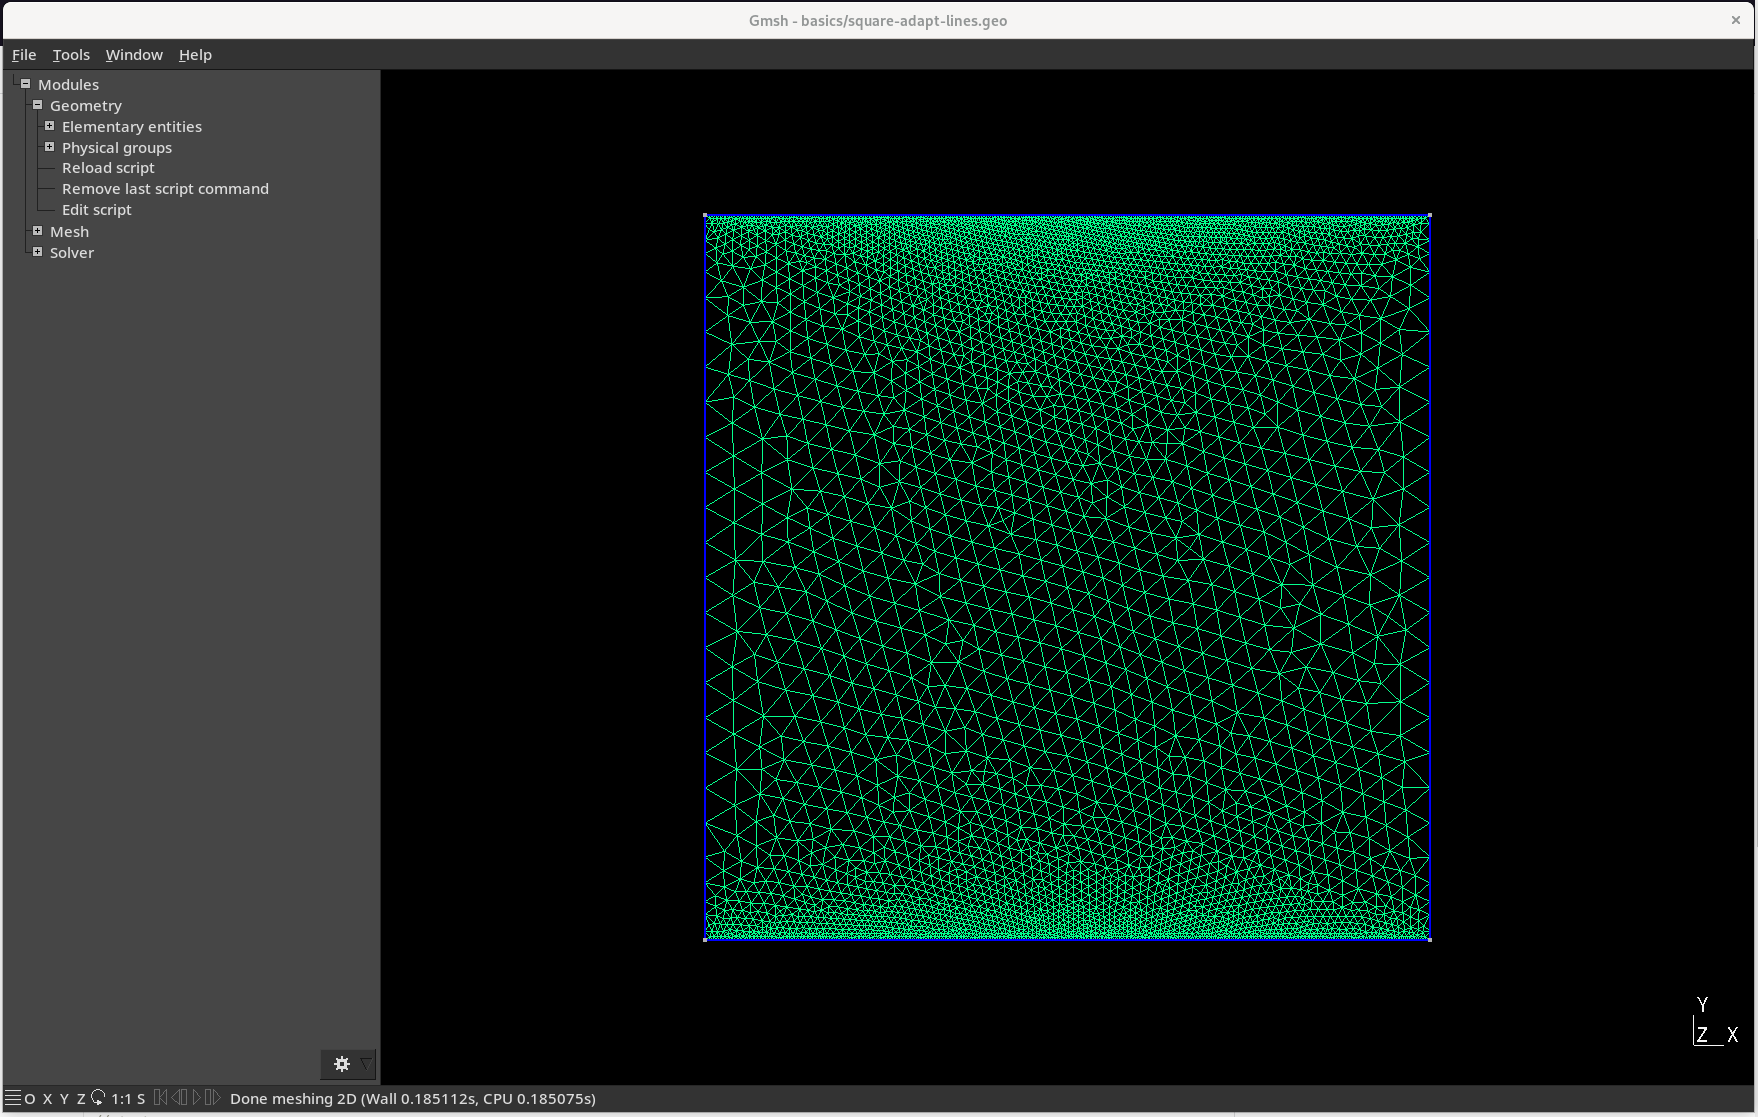 Gmsh - basics/square-adapt-lines.geo
File Tools Window Help
Modules
Geometry
Elementary entities
Physical groups
Reload script
Remove last script command
Edit script
Mesh
Solver
Y
Z X
O X Y Z 1:1 S Done meshing 2D (Wall 0.185112s, CPU 0.185075s)